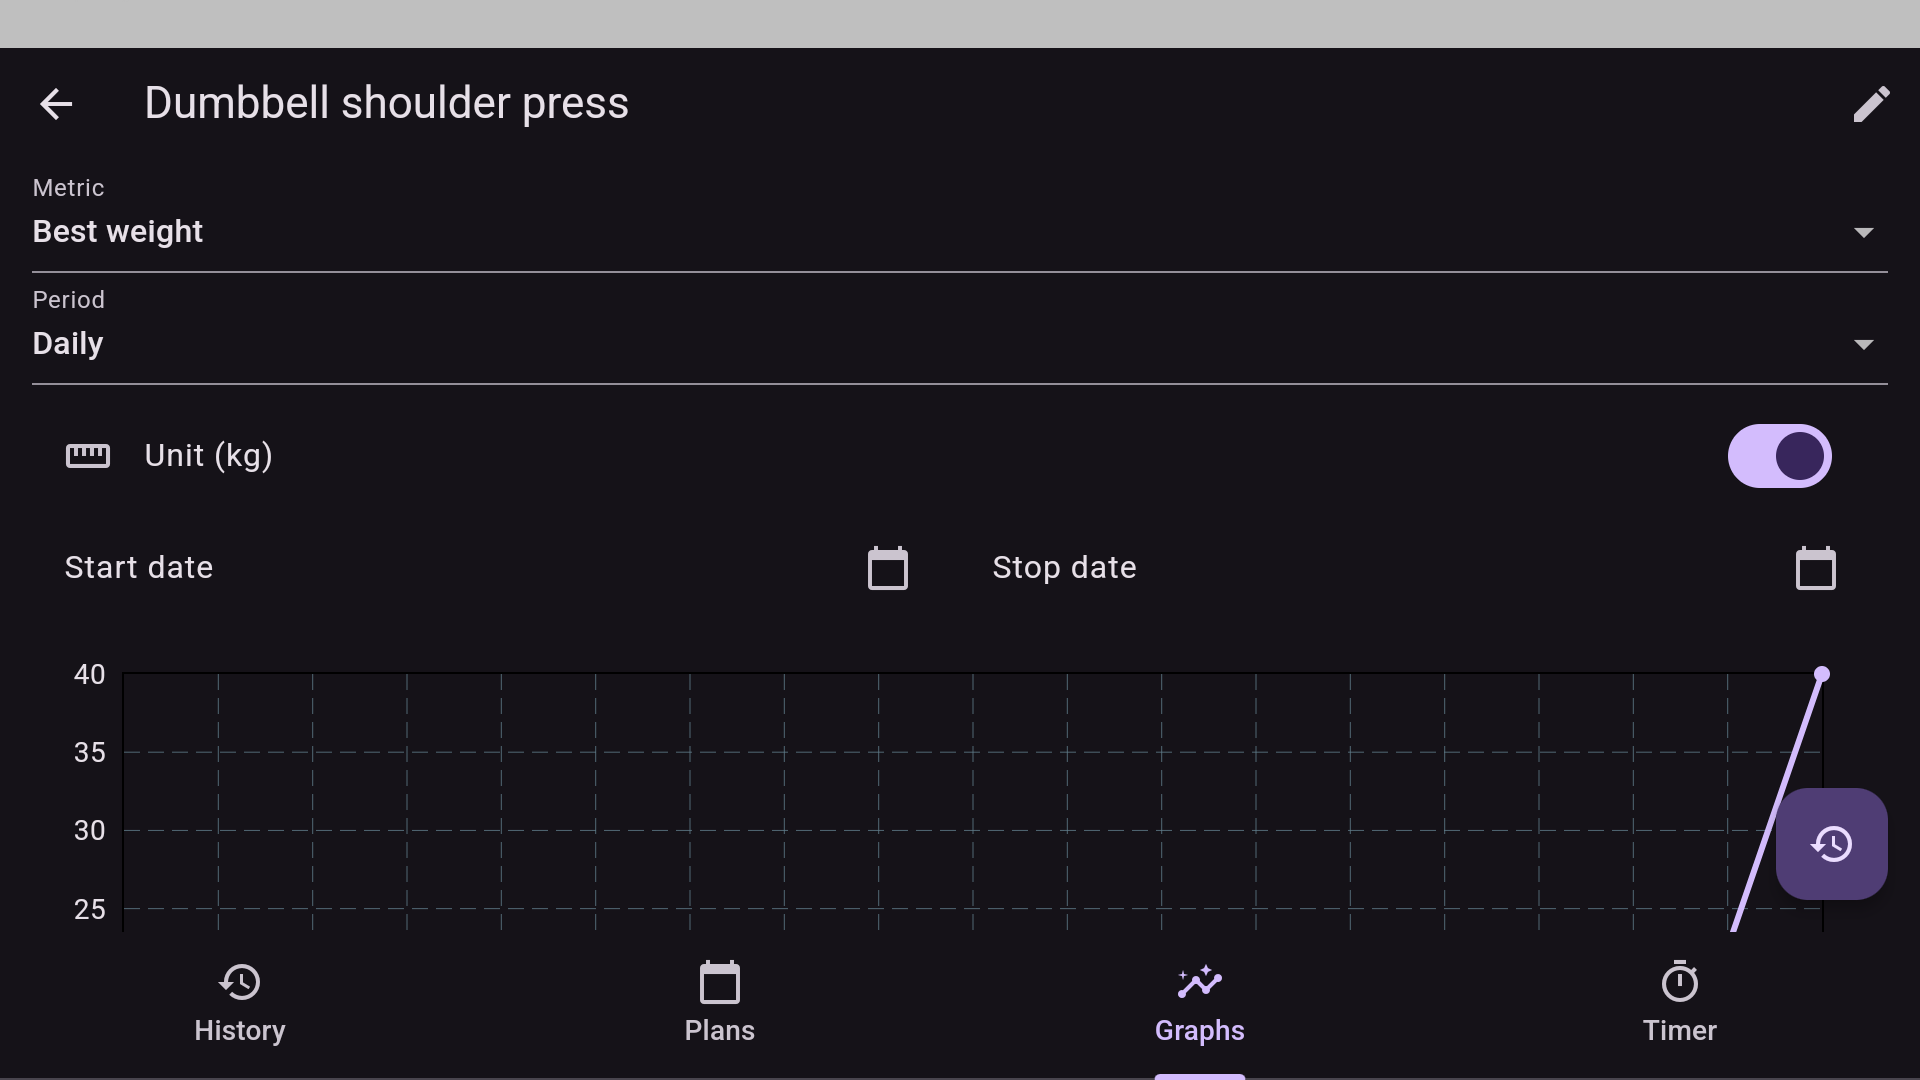 Dumbbell shoulder press
Metric
Best weight
Period
Daily
Unit (kg)
Start date
Stop date
40
35
30
25
History
Plans
Graphs
Timer